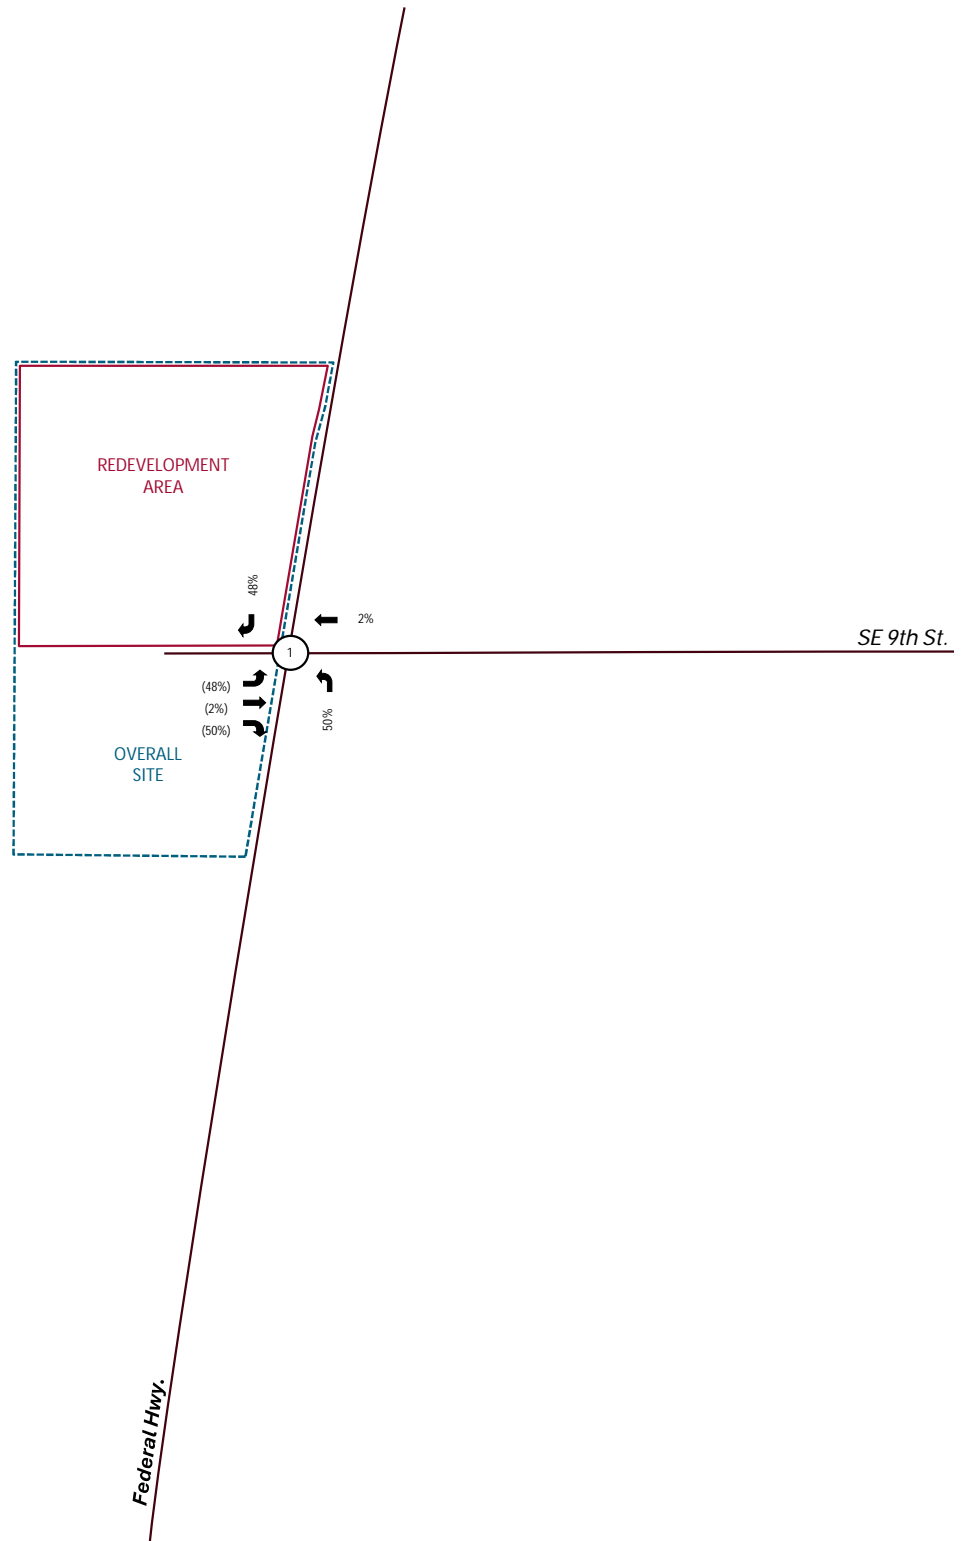 REDEVELOPMENT
AREA
48%
2%
SE 9th St.
1
(48%)
(2%)
(50%)
50%
OVERALL
SITE
Federal Hwy.